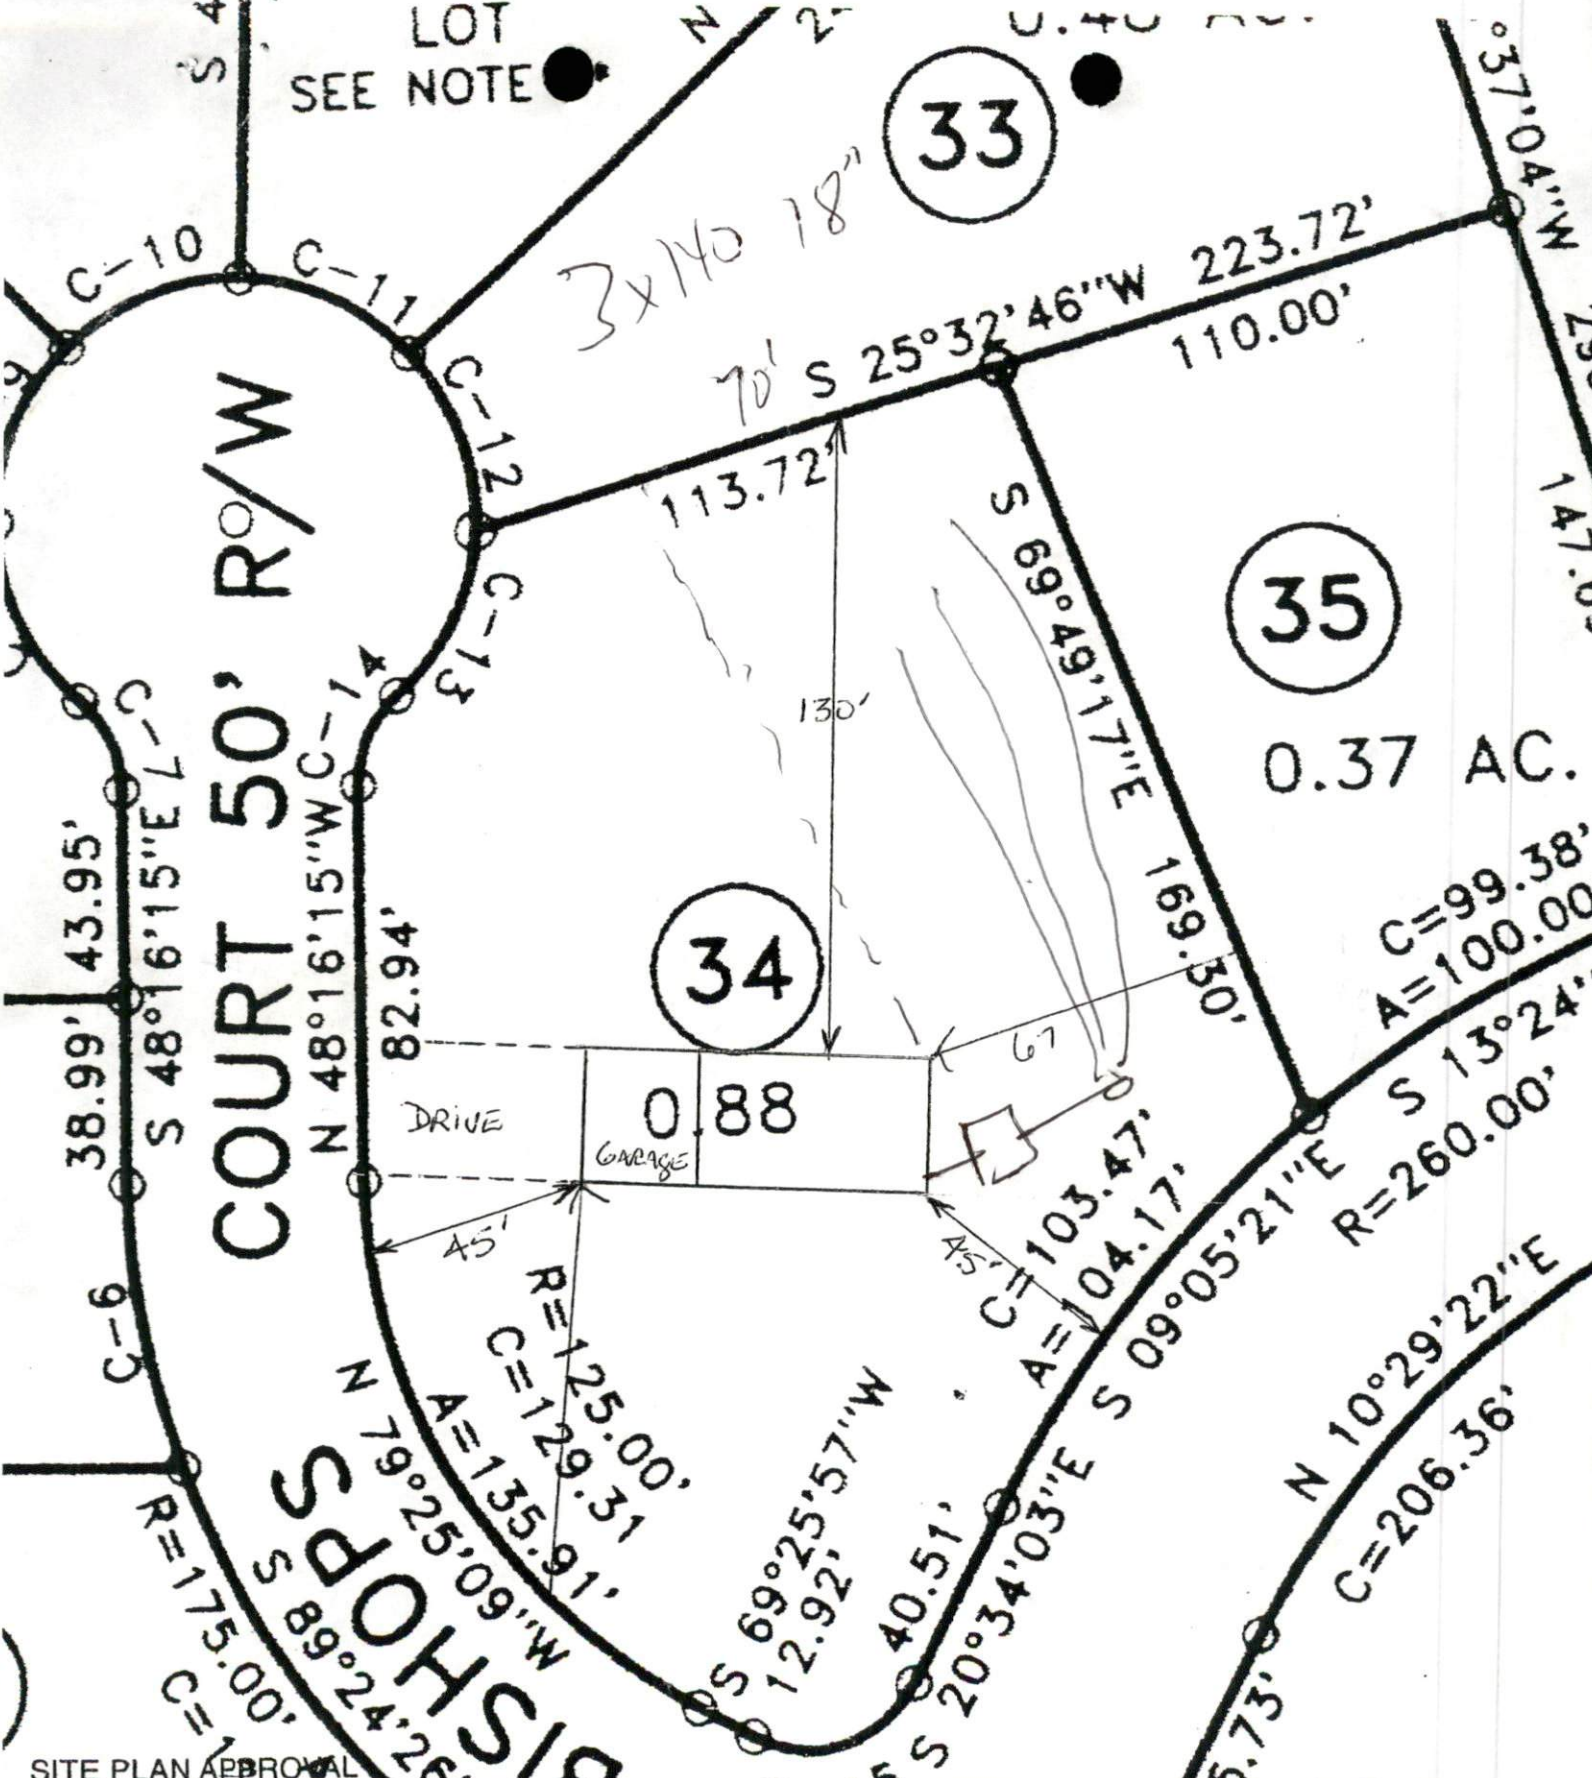 LOT
SEE NOTE
33
S 4
N
°37'04"W
3x140 18"
C-10
C-11
C-12
C-13
C-14
C-7
70'
S 25°32'46"W 223.72'
110.00'
113.72'
S 69°49'17"E 169.30'
35
0.37 AC.
COURT 50' R/W
130'
34
0.88
N 48°16'15"W
82.94'
S 48°16'15"E
43.95'
38.99'
DRIVE
GARAGE
67
45'
45'
C=99.38'
A=100.00
S 13°24'
R=260.00'
C=103.47'
A=104.17'
S 09°05'21"E
C-6
R=125.00'
C=129.31
A=135.91'
N 79°25'09"W
S 69°25'57"W
12.92'
40.51'
S 20°34'03"E
N 10°29'22"E
C=206.36'
R=175.00'
S 89°24'26
SITE PLAN APPROVAL